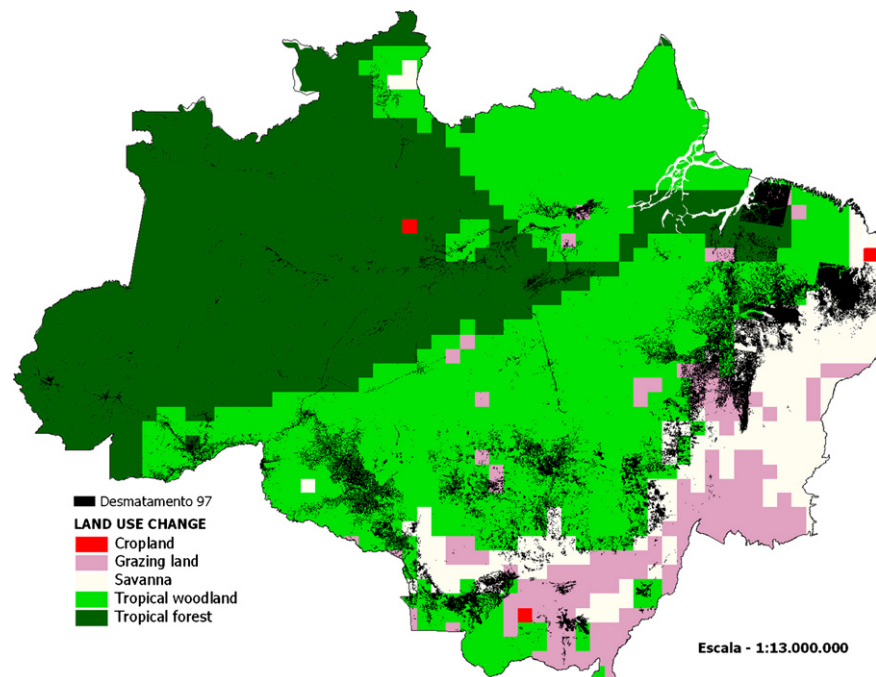 Desmatamento 97
LAND USE CHANGE
Cropland
Grazing land
Savanna
Tropical woodland
Tropical forest
Escala - 1:13.000.000